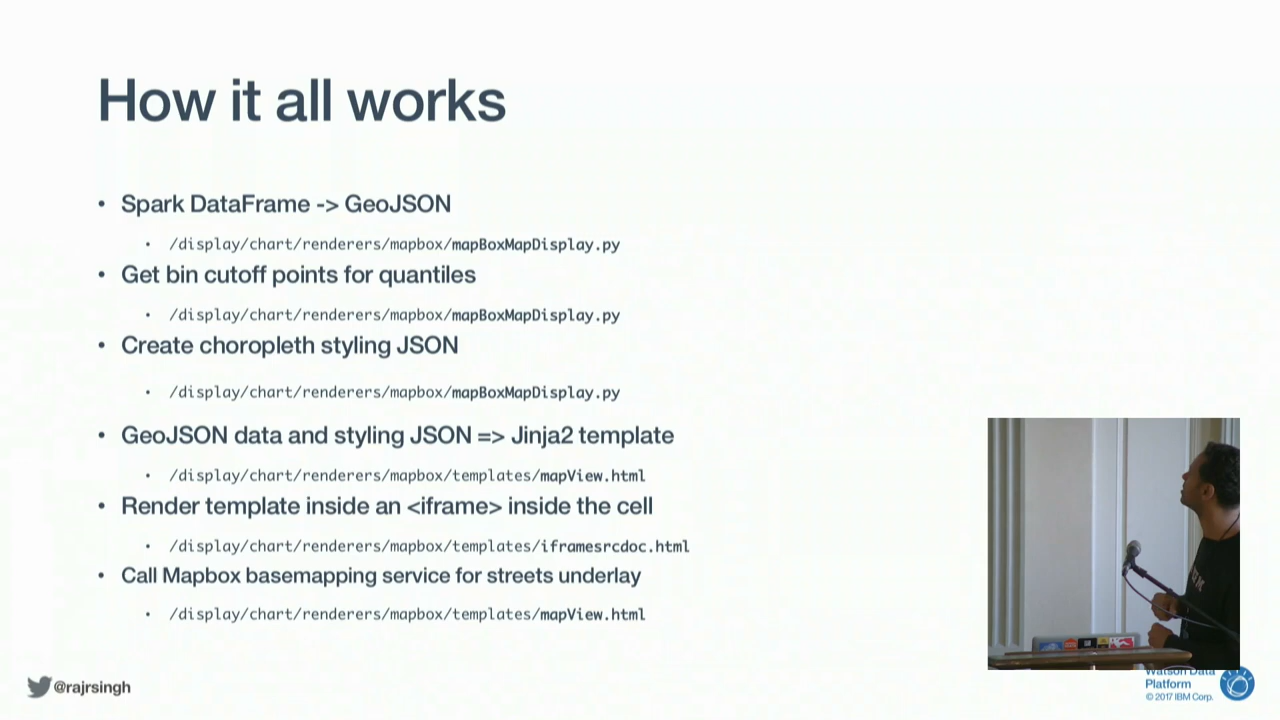 How it all works
• Spark DataFrame -> GeoJSON
• /display/chart/renderers/mapbox/mapBoxMapDisplay.py
• Get bin cutoff points for quantiles
• /display/chart/renderers/mapbox/mapBoxMapDisplay.py
• Create choropleth styling JSON
• /display/chart/renderers/mapbox/mapBoxMapDisplay.py
• GeoJSON data and styling JSON => Jinja2 template
• /display/chart/renderers/mapbox/templates/mapView.html
• Render template inside an <iframe> inside the cell
• /display/chart/renderers/mapbox/templates/iframesrcdoc.html
• Call Mapbox basemapping service for streets underlay
• /display/chart/renderers/mapbox/templates/mapView.html
@rajrsingh
Watson Data
Platform
© 2017 IBM Corp.